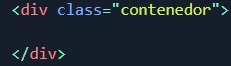 <div class="contenedor">
</div>